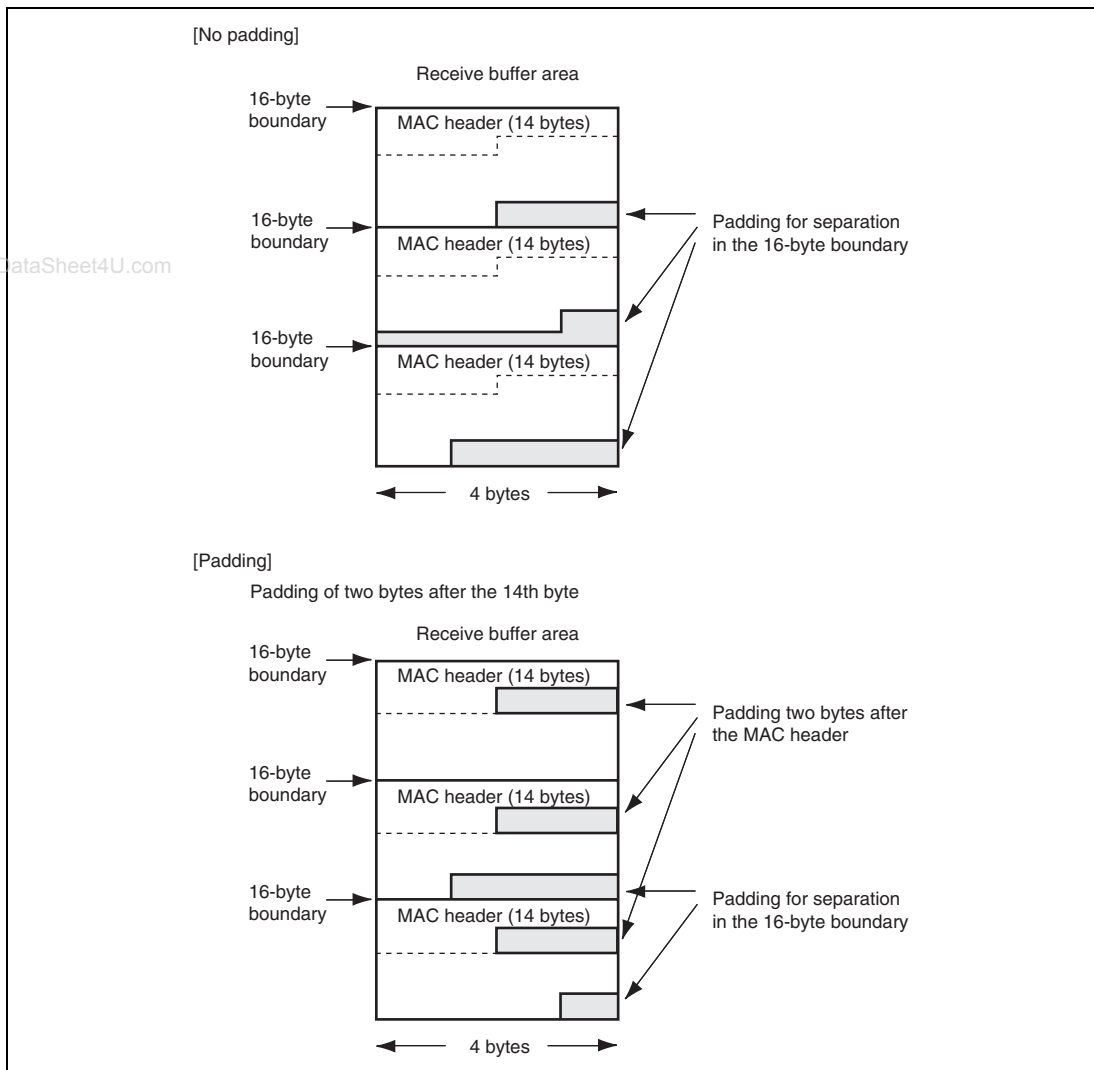 [No padding]
Receive buffer area
16-byte
boundary
MAC header (14 bytes)
16-byte
boundary
MAC header (14 bytes)
Padding for separation
in the 16-byte boundary
DataSheet4U.com
16-byte
boundary
MAC header (14 bytes)
4 bytes
[Padding]
Padding of two bytes after the 14th byte
Receive buffer area
16-byte
boundary
MAC header (14 bytes)
Padding two bytes after
the MAC header
16-byte
boundary
MAC header (14 bytes)
16-byte
boundary
MAC header (14 bytes)
Padding for separation
in the 16-byte boundary
4 bytes